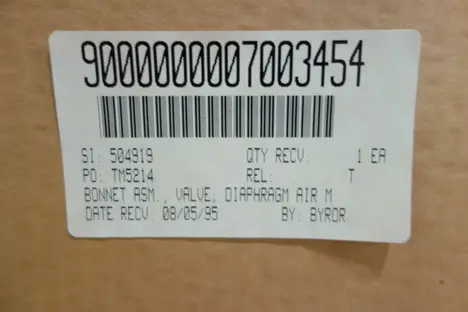 9000000007003454
SI: 504919 QTY RECV: 1 EA
PO: TM5214 REL: T
BONNET ASM., VALVE; DIAPHRAGM AIR M
DATE RECV: 08/05/95 BY: BYROR